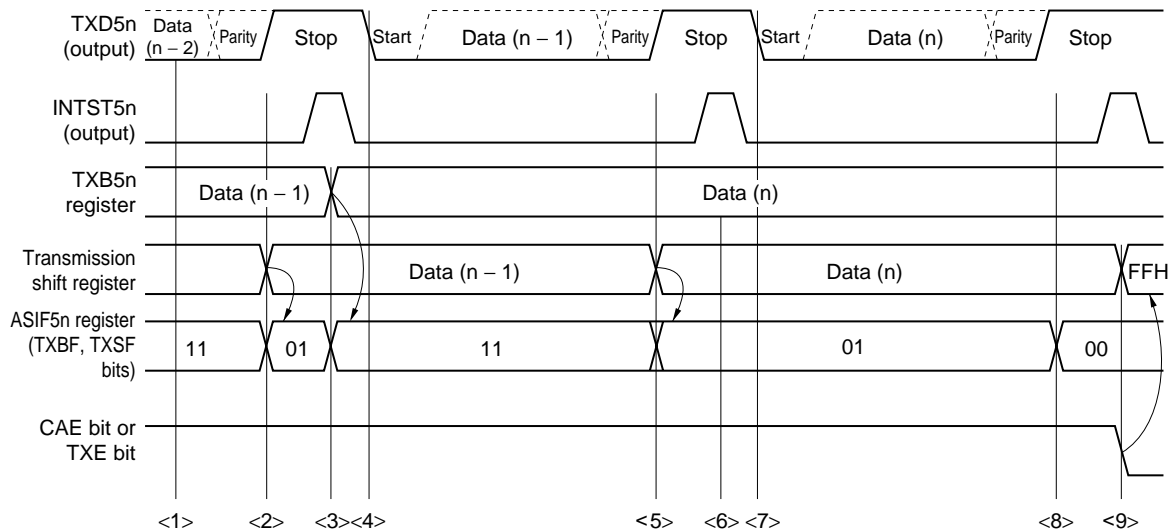 TXD5n
(output)
Data
(n – 2)
Parity
Stop
Start
Data (n – 1)
Parity
Stop
Start
Data (n)
Parity
Stop
INTST5n
(output)
TXB5n
register
Data (n – 1)
Data (n)
Transmission
shift register
Data (n – 1)
Data (n)
FFH
ASIF5n register
(TXBF, TXSF
bits)
11
01
11
01
00
CAE bit or
TXE bit
<1> <2> <3> <4> <5> <6> <7> <8> <9>